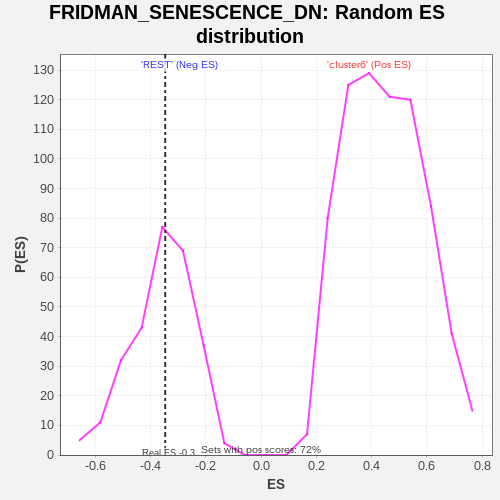 FRIDMAN_SENESCENCE_DN: Random ES
distribution
'REST' (Neg ES) 'cluster6' (Pos ES)
130
120
110
100
90
80
70
60
50
40
30
20
10
0
P(ES)
Real ES -0.3 Sets with pos scores: 72%
-0.6 -0.4 -0.2 0.0 0.2 0.4 0.6 0.8
ES